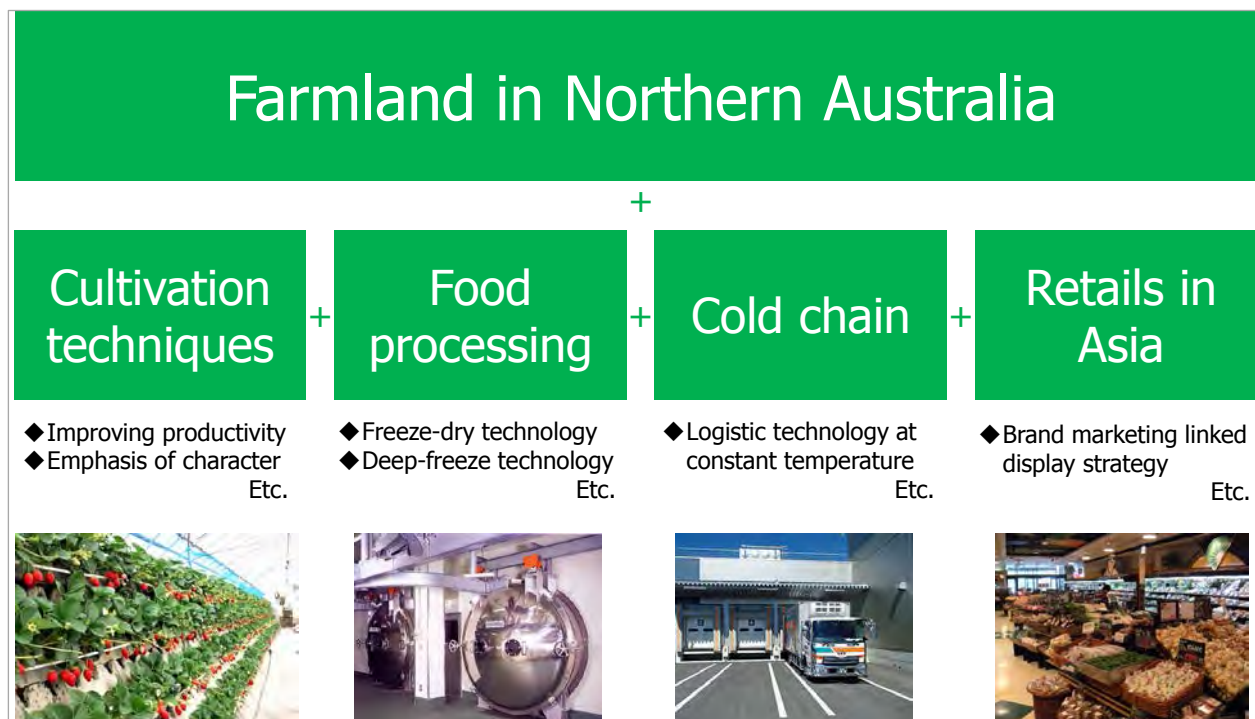 Farmland in Northern Australia
+
Cultivation
techniques
+
Food
processing
+
Cold chain
+
Retails in
Asia
◆Improving productivity
◆Emphasis of character
Etc.
◆Freeze-dry technology
◆Deep-freeze technology
Etc.
◆Logistic technology at
constant temperature
Etc.
◆Brand marketing linked
display strategy
Etc.